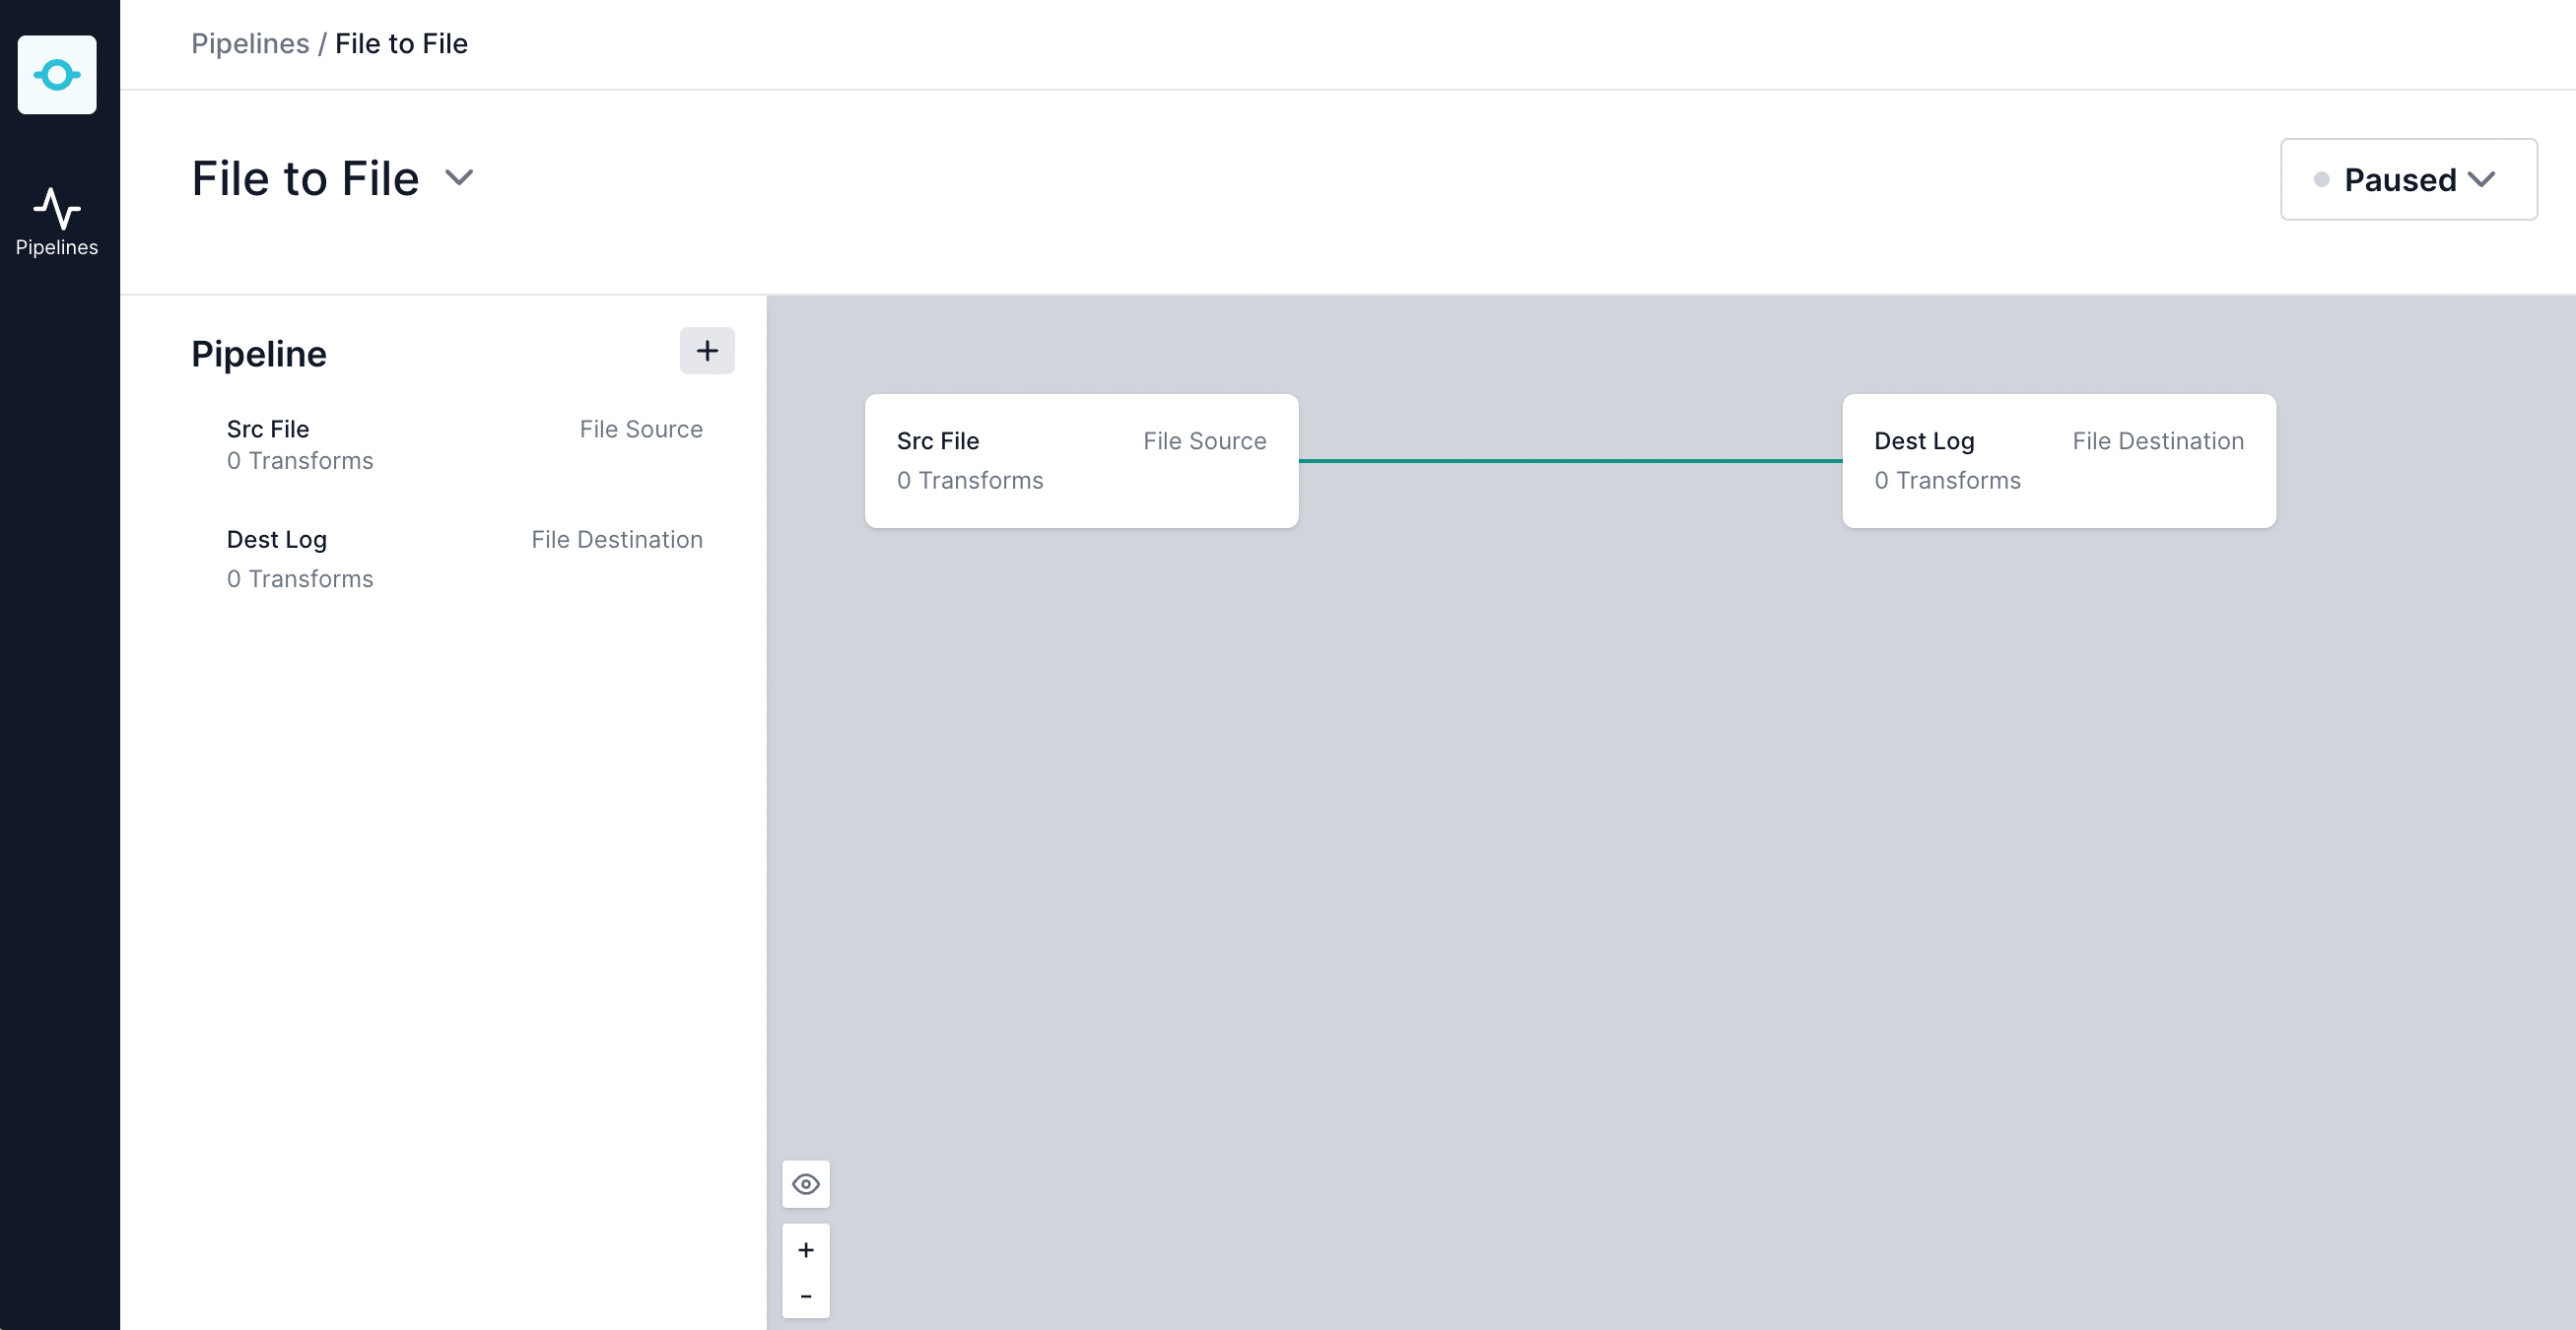 Pipelines / File to File
Pipelines
File to File
Paused
Pipeline
+
Src File File Source
0 Transforms
Dest Log File Destination
0 Transforms
Src File File Source
0 Transforms
Dest Log File Destination
0 Transforms
+
-